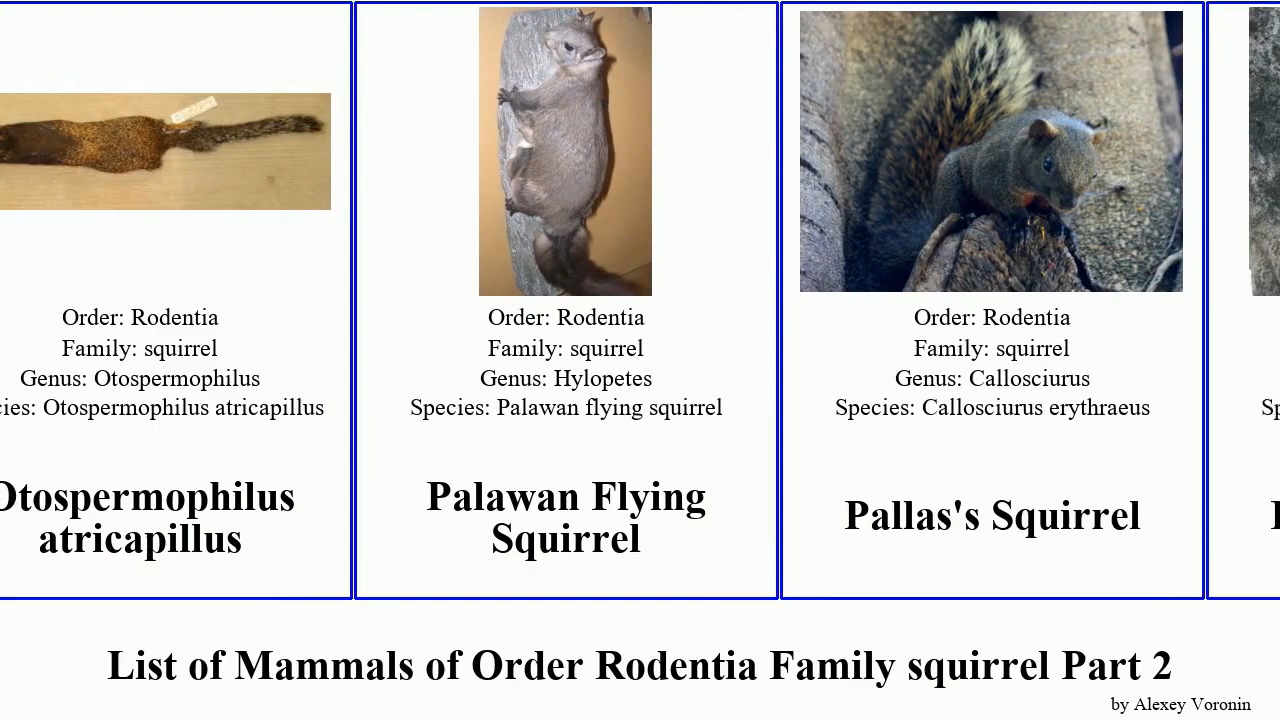 Order: Rodentia
Family: squirrel
Genus: Otospermophilus
cies: Otospermophilus atricapillus
Otospermophilus
atricapillus
Order: Rodentia
Family: squirrel
Genus: Hylopetes
Species: Palawan flying squirrel
Palawan Flying
Squirrel
Order: Rodentia
Family: squirrel
Genus: Callosciurus
Species: Callosciurus erythraeus
Pallas's Squirrel
Sp
List of Mammals of Order Rodentia Family squirrel Part 2
by Alexey Voronin